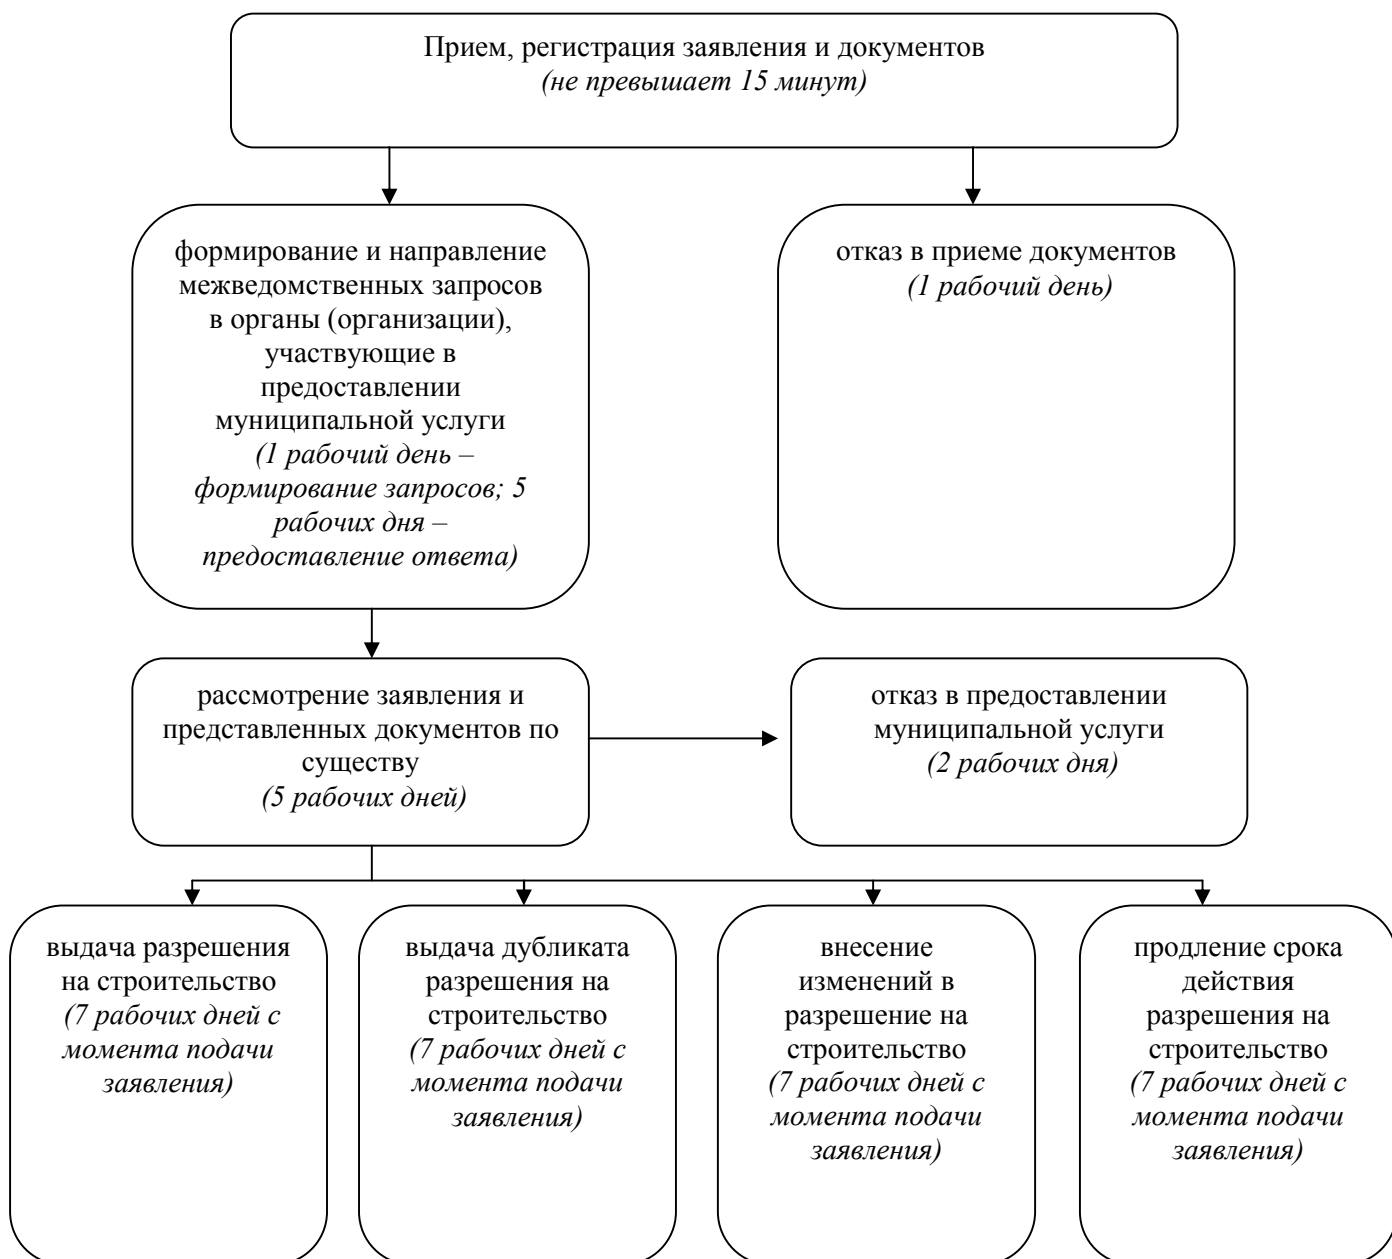 Прием, регистрация заявления и документов
(не превышает 15 минут)
формирование и направление
межведомственных запросов
в органы (организации),
участвующие в
предоставлении
муниципальной услуги
(1 рабочий день –
формирование запросов; 5
рабочих дня –
предоставление ответа)
отказ в приеме документов
(1 рабочий день)
рассмотрение заявления и
представленных документов по
существу
(5 рабочих дней)
отказ в предоставлении
муниципальной услуги
(2 рабочих дня)
выдача разрешения
на строительство
(7 рабочих дней с
момента подачи
заявления)
выдача дубликата
разрешения на
строительство
(7 рабочих дней с
момента подачи
заявления)
внесение
изменений в
разрешение на
строительство
(7 рабочих дней с
момента подачи
заявления)
продление срока
действия
разрешения на
строительство
(7 рабочих дней с
момента подачи
заявления)